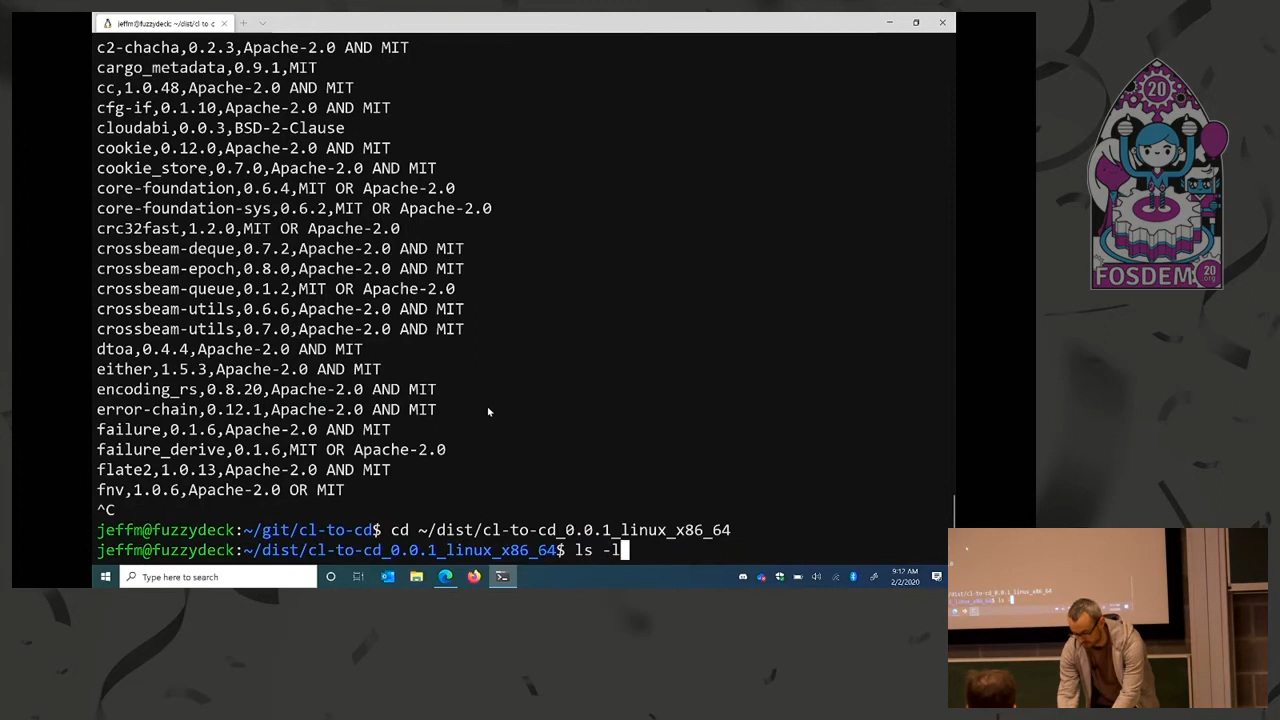 jeffm@fuzzydeck: ~/dist/cl-to-c
c2-chacha,0.2.3,Apache-2.0 AND MIT
cargo_metadata,0.9.1,MIT
cc,1.0.48,Apache-2.0 AND MIT
cfg-if,0.1.10,Apache-2.0 AND MIT
cloudabi,0.0.3,BSD-2-Clause
cookie,0.12.0,Apache-2.0 AND MIT
cookie_store,0.7.0,Apache-2.0 AND MIT
core-foundation,0.6.4,MIT OR Apache-2.0
core-foundation-sys,0.6.2,MIT OR Apache-2.0
crc32fast,1.2.0,MIT OR Apache-2.0
crossbeam-deque,0.7.2,Apache-2.0 AND MIT
crossbeam-epoch,0.8.0,Apache-2.0 AND MIT
crossbeam-queue,0.1.2,MIT OR Apache-2.0
crossbeam-utils,0.6.6,Apache-2.0 AND MIT
crossbeam-utils,0.7.0,Apache-2.0 AND MIT
dtoa,0.4.4,Apache-2.0 AND MIT
either,1.5.3,Apache-2.0 AND MIT
encoding_rs,0.8.20,Apache-2.0 AND MIT
error-chain,0.12.1,Apache-2.0 AND MIT
failure,0.1.6,Apache-2.0 AND MIT
failure_derive,0.1.6,MIT OR Apache-2.0
flate2,1.0.13,Apache-2.0 AND MIT
fnv,1.0.6,Apache-2.0 OR MIT
^C
jeffm@fuzzydeck:~/git/cl-to-cd$ cd ~/dist/cl-to-cd_0.0.1_linux_x86_64
jeffm@fuzzydeck:~/dist/cl-to-cd_0.0.1_linux_x86_64$ ls -l
Type here to search
9:12 AM
2/2/2020
20
FOSDEM
20
.org